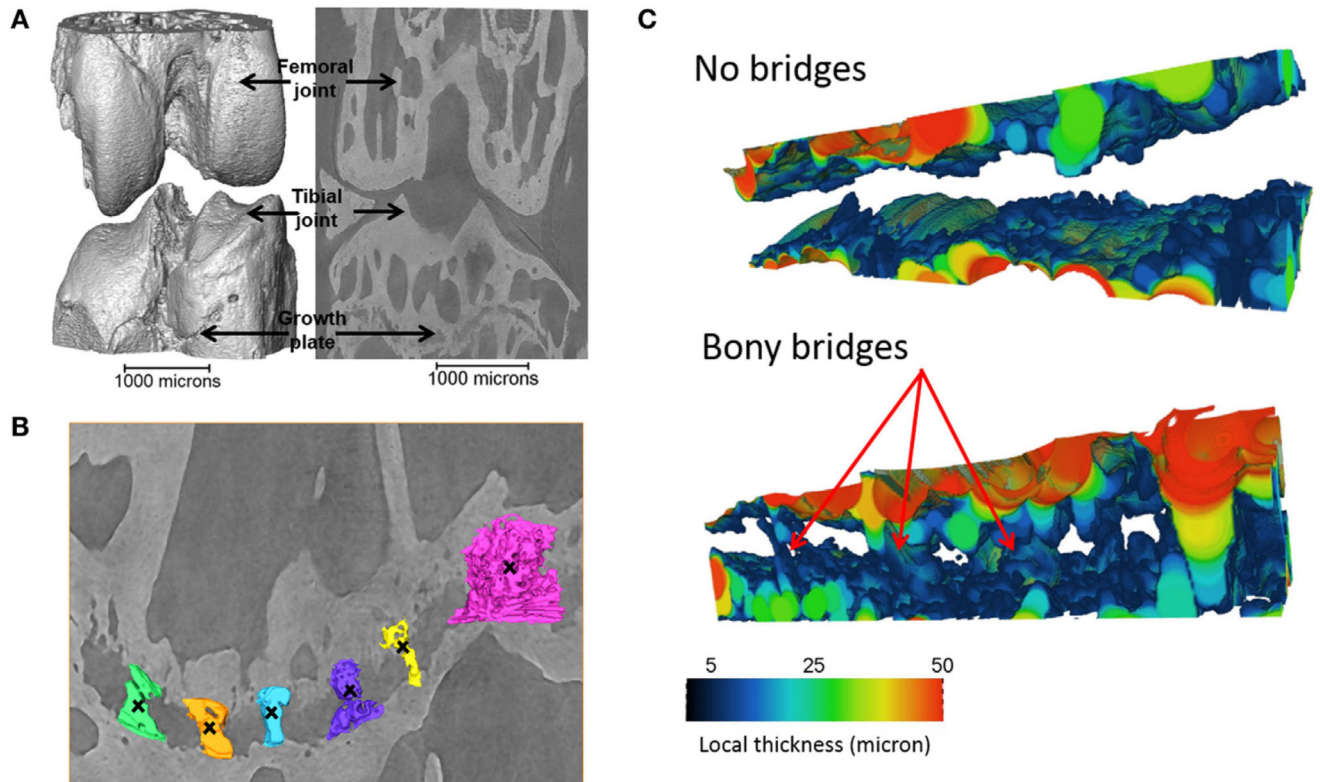 A
Femoral
joint
Tibial
joint
Growth
plate
1000 microns
1000 microns
B
C
No bridges
Bony bridges
5 25 50
Local thickness (micron)